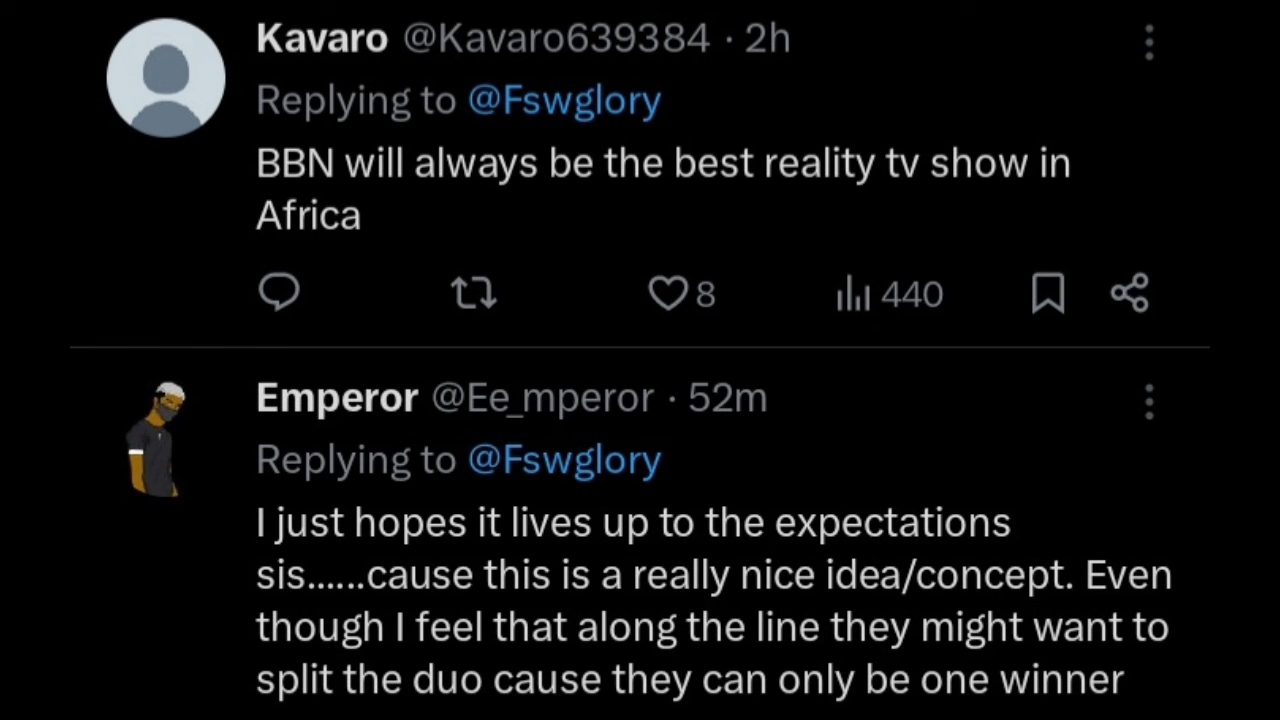 Kavaro @Kavaro639384 · 2h
Replying to @Fswglory
BBN will always be the best reality tv show in
Africa
8 440
Emperor @Ee_mperor · 52m
Replying to @Fswglory
I just hopes it lives up to the expectations
sis......cause this is a really nice idea/concept. Even
though I feel that along the line they might want to
split the duo cause they can only be one winner